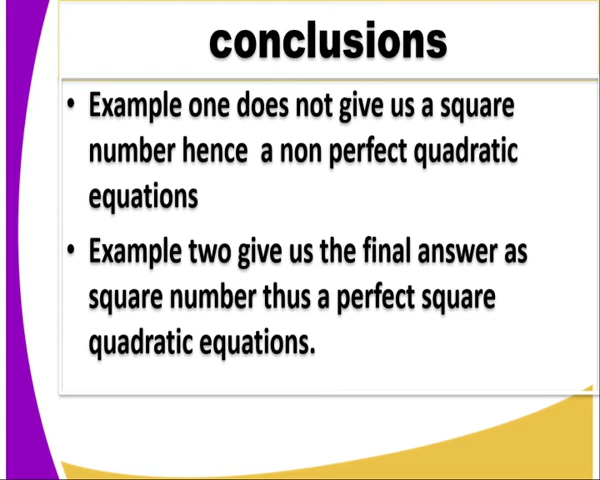 conclusions
• Example one does not give us a square
number hence a non perfect quadratic
equations
• Example two give us the final answer as
square number thus a perfect square
quadratic equations.